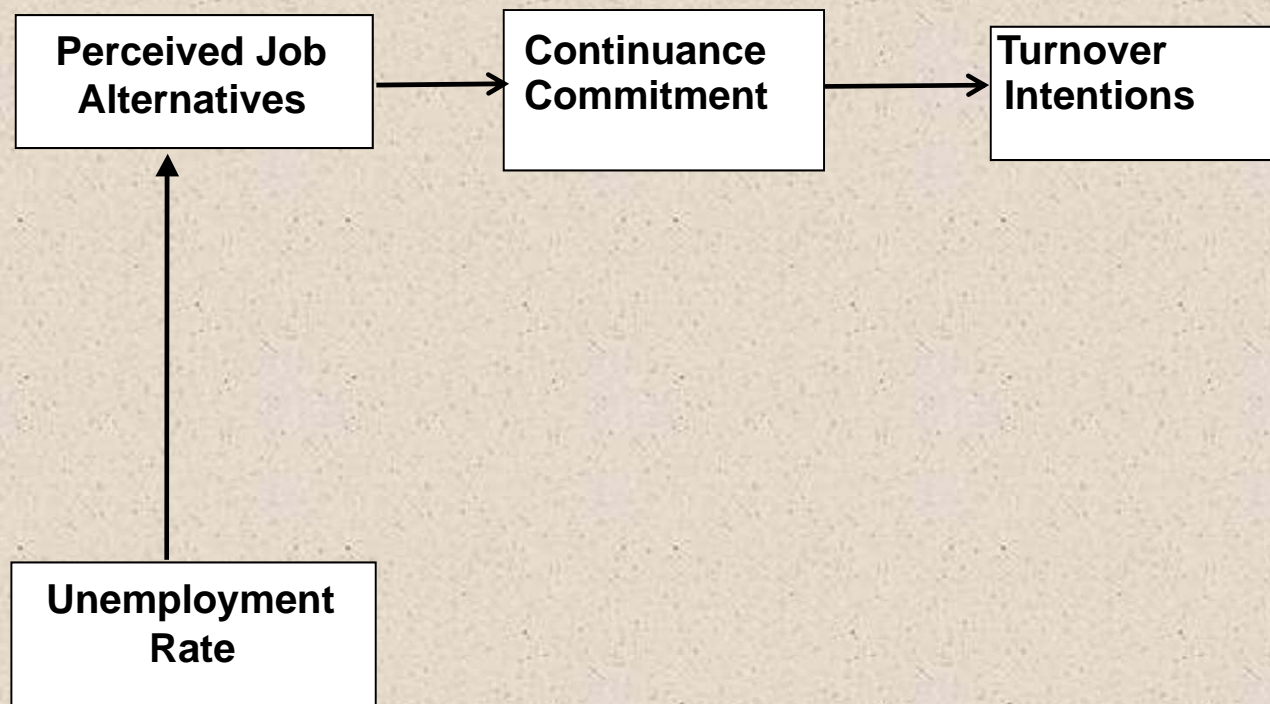 Perceived Job
Alternatives
Continuance
Commitment
Turnover
Intentions
Unemployment
Rate